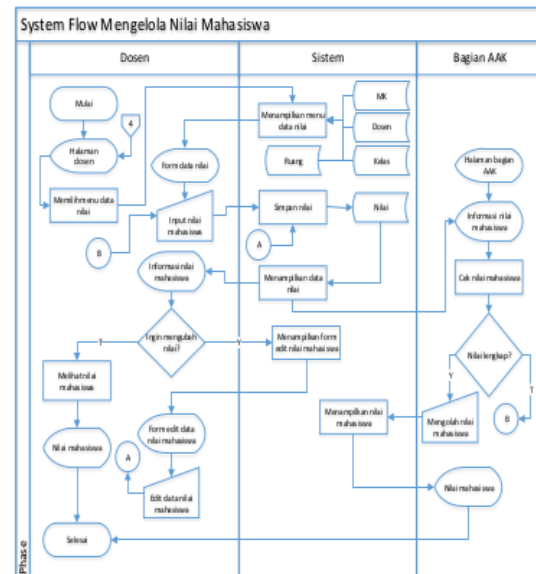 System Flow Mengelola Nilai Mahasiswa
Dosen
Sistem
Bagian AAK
Mulai
4
Halaman
dosen
Memilih menu data
nilai
Menampilkan menu
data nilai
MK
Dosen
Ruang
Kelas
Form data nilai
Input nilai
mahasiswa
B
Simpan nilai
Nilai
A
Halaman bagian
AAK
Informasi nilai
mahasiswa
Cek nilai mahasiswa
Informasi nilai
mahasiswa
Menampilkan data
nilai
Ingin mengubah
nilai?
T
Y
Menampilkan form
edit nilai mahasiswa
Nilai lengkap?
Y
T
Melihat nilai
mahasiswa
Form edit data
nilai mahasiswa
Menampilkan nilai
mahasiswa
Mengolah nilai
mahasiswa
B
Nilai mahasiswa
A
Edit data nilai
mahasiswa
Nilai mahasiswa
Selesai
Phase